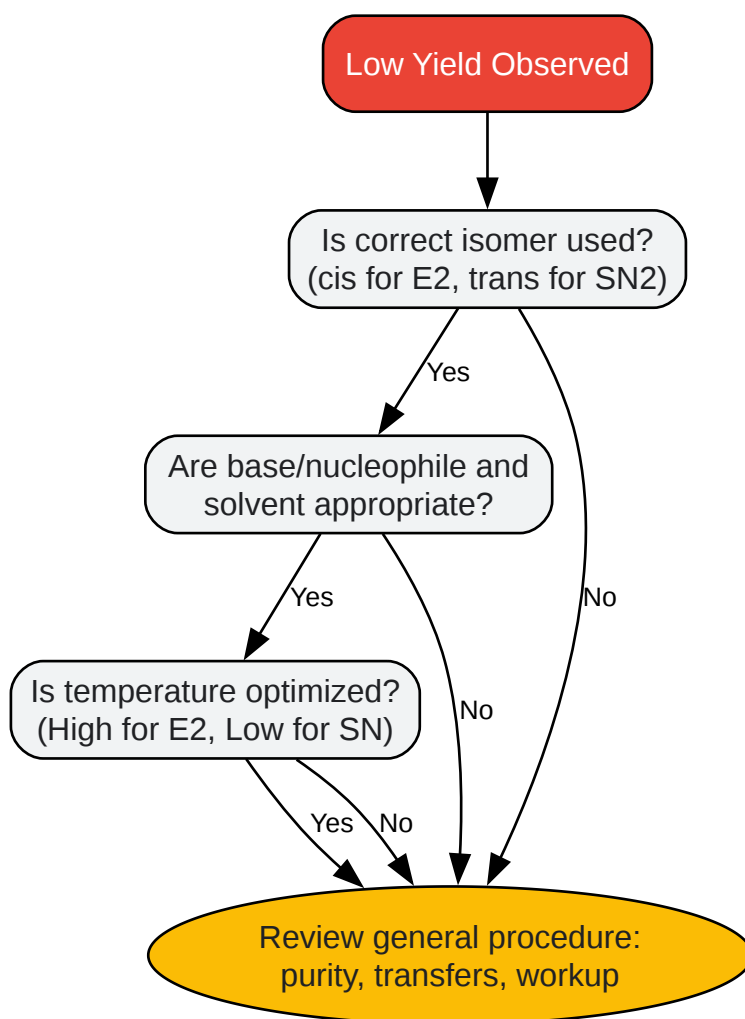 Low Yield Observed
Is correct isomer used?
(cis for E2, trans for SN2)
Yes
Are base/nucleophile and
solvent appropriate?
Yes
No
Is temperature optimized?
(High for E2, Low for SN)
No
Yes
No
Review general procedure:
purity, transfers, workup